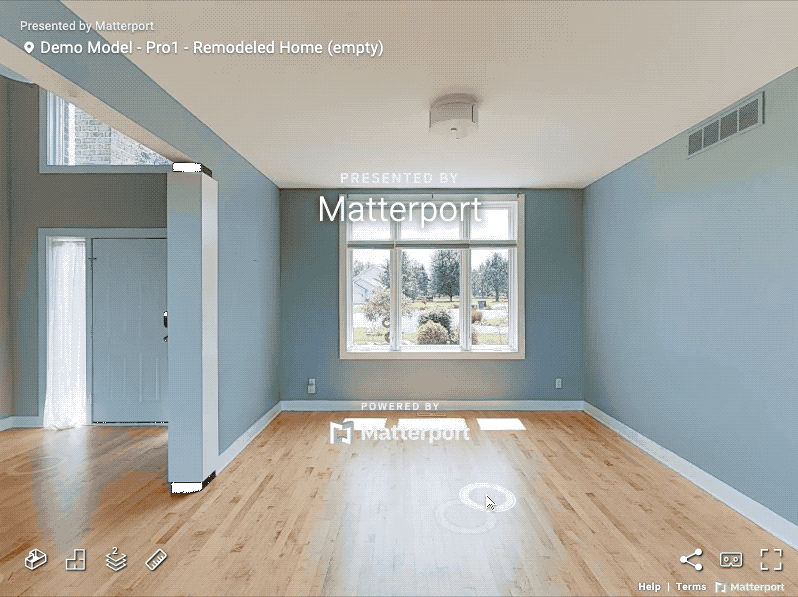 Presented by Matterport
Demo Model - Pro1 - Remodeled Home (empty)
PRESENTED BY
Matterport
POWERED BY
Matterport
2
Help | Terms Matterport